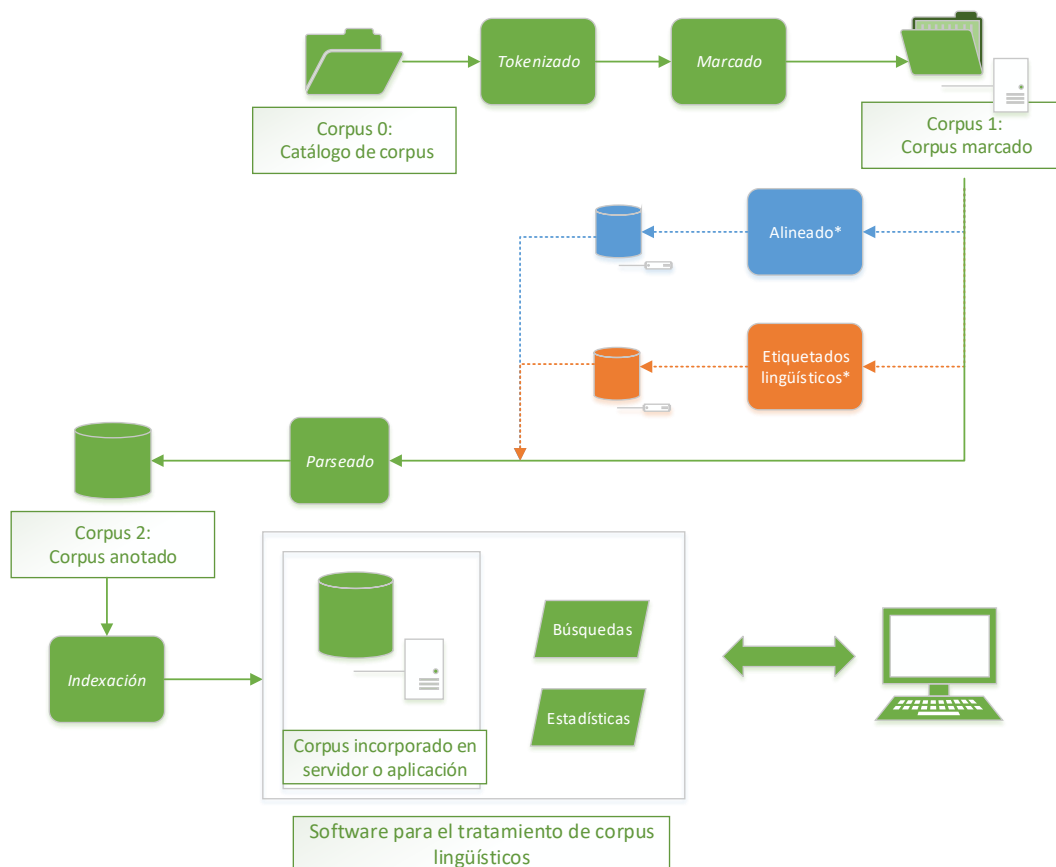 Tokenizado
Marcado
Corpus 0:
Catálogo de corpus
Corpus 1:
Corpus marcado
Alineado*
Etiquetados
lingüísticos*
Parseado
Corpus 2:
Corpus anotado
Indexación
Búsquedas
Estadísticas
Corpus incorporado en
servidor o aplicación
Software para el tratamiento de corpus
lingüísticos